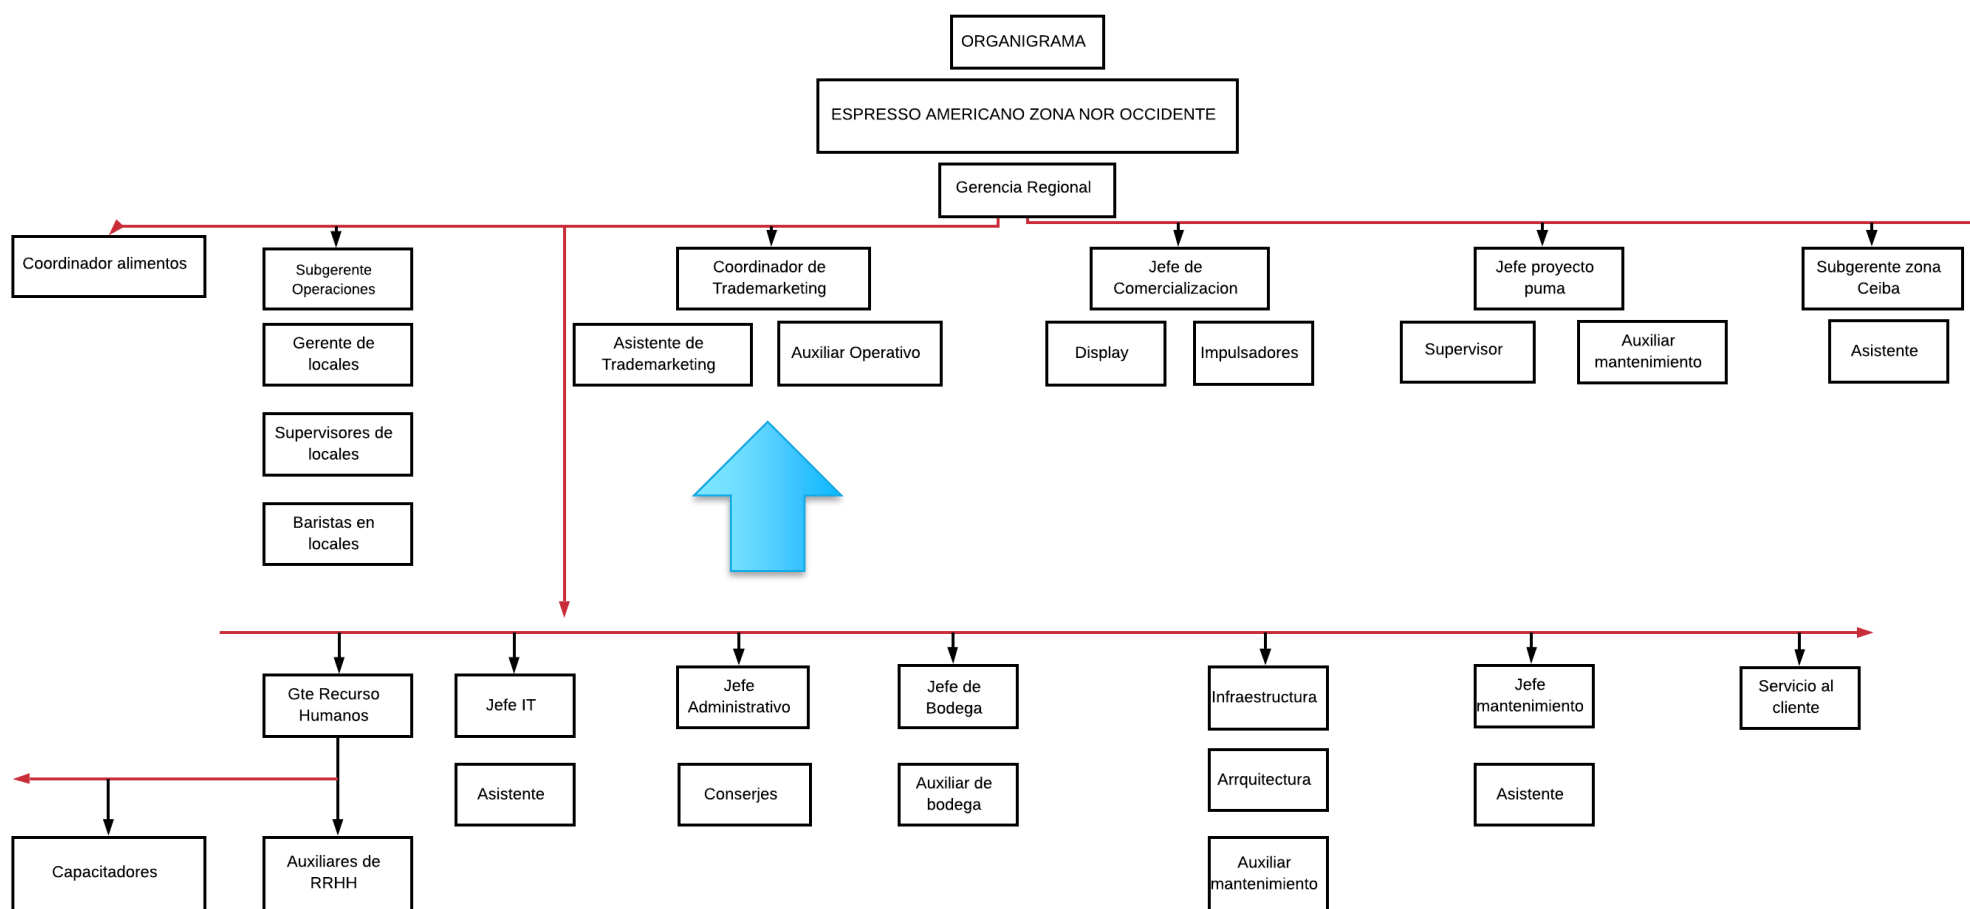 ORGANIGRAMA
ESPRESSO AMERICANO ZONA NOR OCCIDENTE
Gerencia Regional
Coordinador alimentos
Subgerente
Operaciones
Coordinador de
Trademarketing
Jefe de
Comercializacion
Jefe proyecto
puma
Subgerente zona
Ceiba
Gerente de
locales
Asistente de
Trademarketing
Auxiliar Operativo
Display
Impulsadores
Supervisor
Auxiliar
mantenimiento
Asistente
Supervisores de
locales
Baristas en
locales
Gte Recurso
Humanos
Jefe IT
Jefe
Administrativo
Jefe de
Bodega
Infraestructura
Jefe
mantenimiento
Servicio al
cliente
Asistente
Conserjes
Auxiliar de
bodega
Arrquitectura
Asistente
Capacitadores
Auxiliares de
RRHH
Auxiliar
mantenimiento